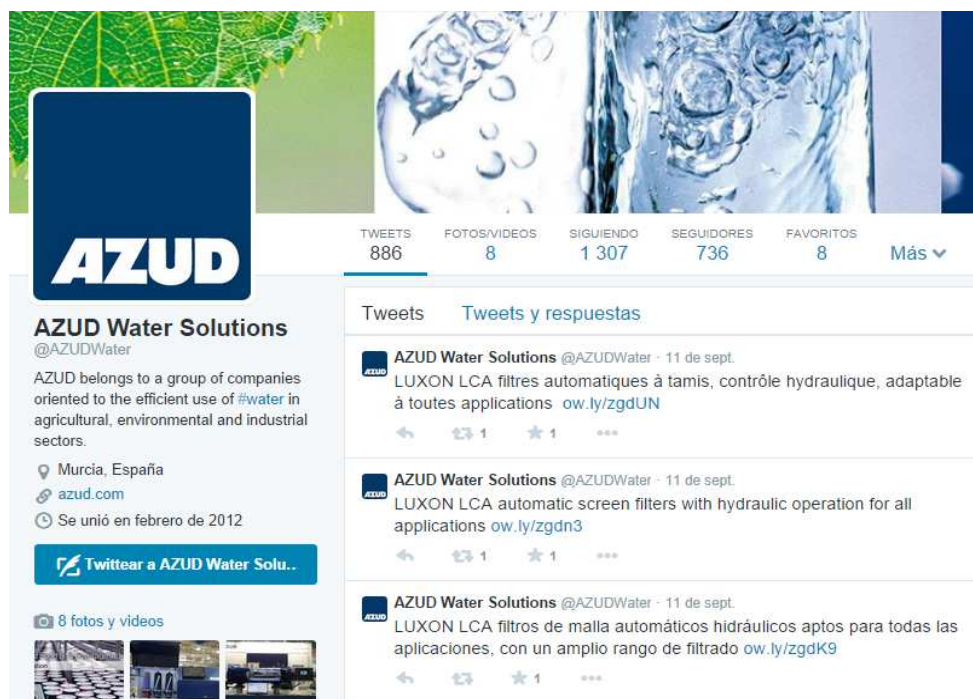 AZUD
TWEETS
886
FOTOS/VIDEOS
8
SIGUIENDO
1 307
SEGUIDORES
736
FAVORITOS
8
Más
AZUD Water Solutions
@AZUDWater
AZUD belongs to a group of companies
oriented to the efficient use of #water in
agricultural, environmental and industrial
sectors.
Murcia, España
azud.com
Se unió en febrero de 2012
Twittear a AZUD Water Solu..
8 fotos y videos
Tweets Tweets y respuestas
AZUD
AZUD Water Solutions @AZUDWater · 11 de sept.
LUXON LCA filtres automatiques à tamis, contrôle hydraulique, adaptable
à toutes applications ow.ly/zgdUN
1 1
AZUD
AZUD Water Solutions @AZUDWater · 11 de sept.
LUXON LCA automatic screen filters with hydraulic operation for all
applications ow.ly/zgdn3
1 1
AZUD
AZUD Water Solutions @AZUDWater · 11 de sept.
LUXON LCA filtros de malla automáticos hidráulicos aptos para todas las
aplicaciones, con un amplio rango de filtrado ow.ly/zgdK9
1